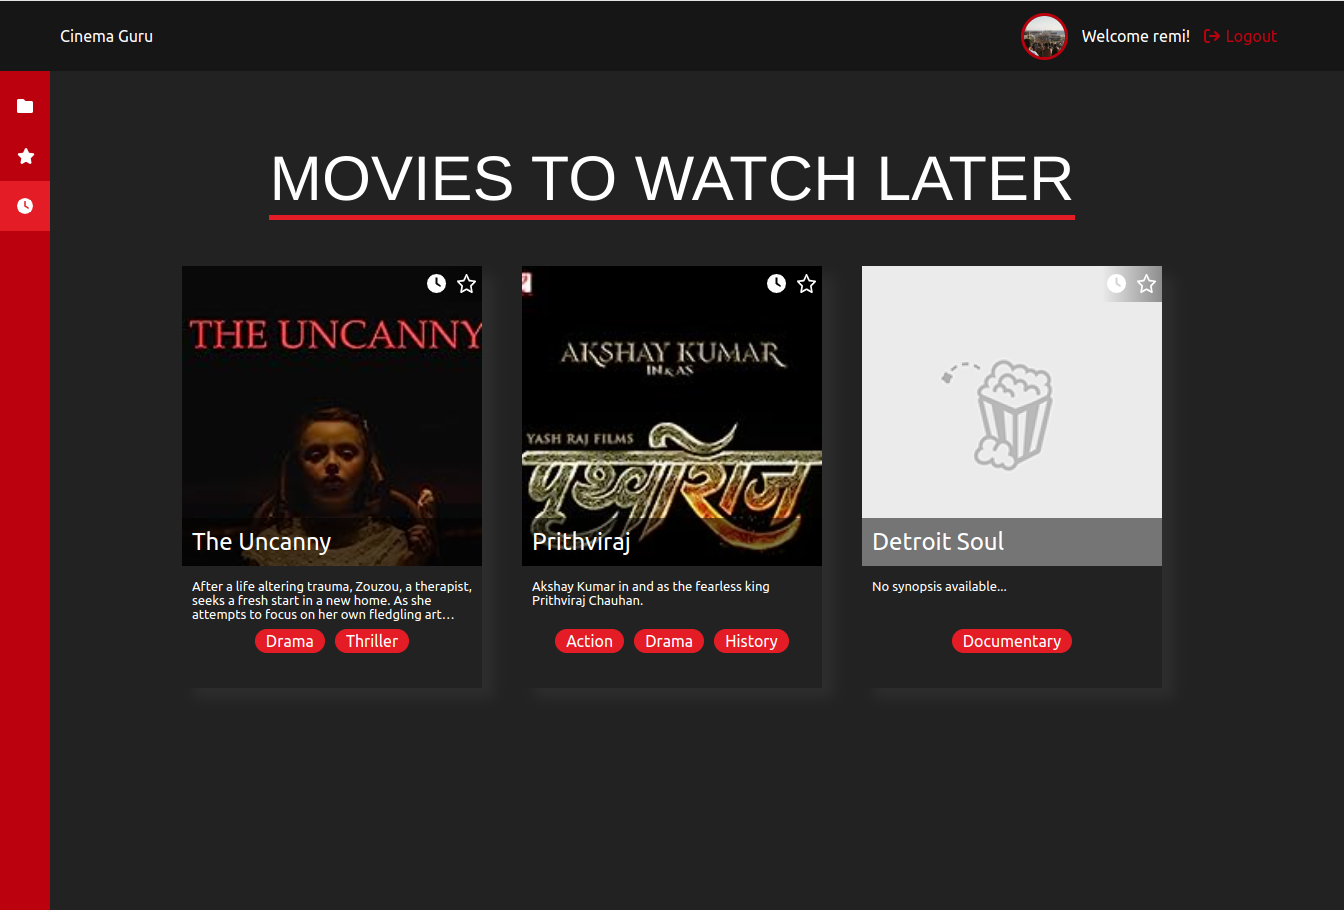 Cinema Guru
Welcome remi!
Logout
MOVIES TO WATCH LATER
THE UNCANNY
The Uncanny
After a life altering trauma, Zouzou, a therapist,
seeks a fresh start in a new home. As she
attempts to focus on her own fledgling art…
Drama
Thriller
AKSHAY KUMAR
IN & AS
YASH RAJ FILMS
पृथ्वीराज
Prithviraj
Akshay Kumar in and as the fearless king
Prithviraj Chauhan.
Action
Drama
History
Detroit Soul
No synopsis available...
Documentary